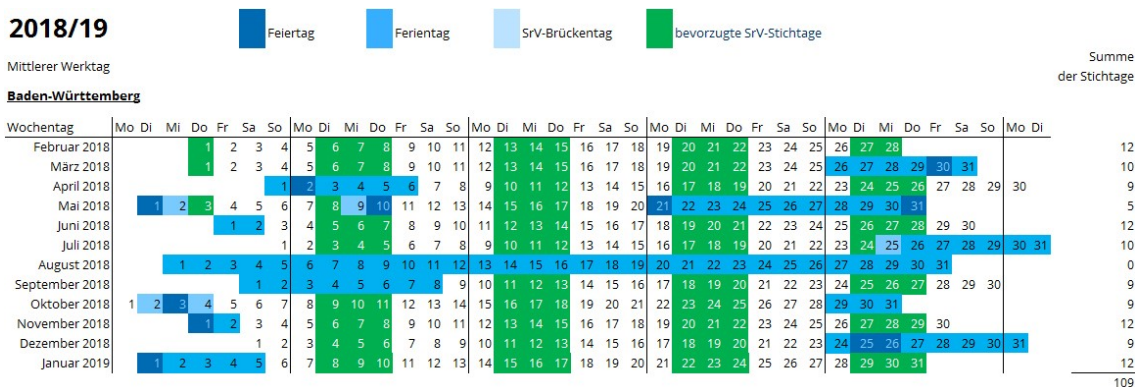 2018/19 Feiertag Ferientag SrV-Brückentag bevorzugte SrV-Stichtage
Mittlerer Werktag Summe der Stichtage
Baden-Württemberg
Wochentag Mo Di Mi Do Fr Sa So Mo Di Mi Do Fr Sa So Mo Di Mi Do Fr Sa So Mo Di Mi Do Fr Sa So Mo Di Mi Do Fr Sa So Mo Di
Februar 2018 1 2 3 4 5 6 7 8 9 10 11 12 13 14 15 16 17 18 19 20 21 22 23 24 25 26 27 28 12
März 2018 1 2 3 4 5 6 7 8 9 10 11 12 13 14 15 16 17 18 19 20 21 22 23 24 25 26 27 28 29 30 31 10
April 2018 1 2 3 4 5 6 7 8 9 10 11 12 13 14 15 16 17 18 19 20 21 22 23 24 25 26 27 28 29 30 9
Mai 2018 1 2 3 4 5 6 7 8 9 10 11 12 13 14 15 16 17 18 19 20 21 22 23 24 25 26 27 28 29 30 31 5
Juni 2018 1 2 3 4 5 6 7 8 9 10 11 12 13 14 15 16 17 18 19 20 21 22 23 24 25 26 27 28 29 30 12
Juli 2018 1 2 3 4 5 6 7 8 9 10 11 12 13 14 15 16 17 18 19 20 21 22 23 24 25 26 27 28 29 30 31 10
August 2018 1 2 3 4 5 6 7 8 9 10 11 12 13 14 15 16 17 18 19 20 21 22 23 24 25 26 27 28 29 30 31 0
September 2018 1 2 3 4 5 6 7 8 9 10 11 12 13 14 15 16 17 18 19 20 21 22 23 24 25 26 27 28 29 30 9
Oktober 2018 1 2 3 4 5 6 7 8 9 10 11 12 13 14 15 16 17 18 19 20 21 22 23 24 25 26 27 28 29 30 31 9
November 2018 1 2 3 4 5 6 7 8 9 10 11 12 13 14 15 16 17 18 19 20 21 22 23 24 25 26 27 28 29 30 12
Dezember 2018 1 2 3 4 5 6 7 8 9 10 11 12 13 14 15 16 17 18 19 20 21 22 23 24 25 26 27 28 29 30 31 9
Januar 2019 1 2 3 4 5 6 7 8 9 10 11 12 13 14 15 16 17 18 19 20 21 22 23 24 25 26 27 28 29 30 31 12
109